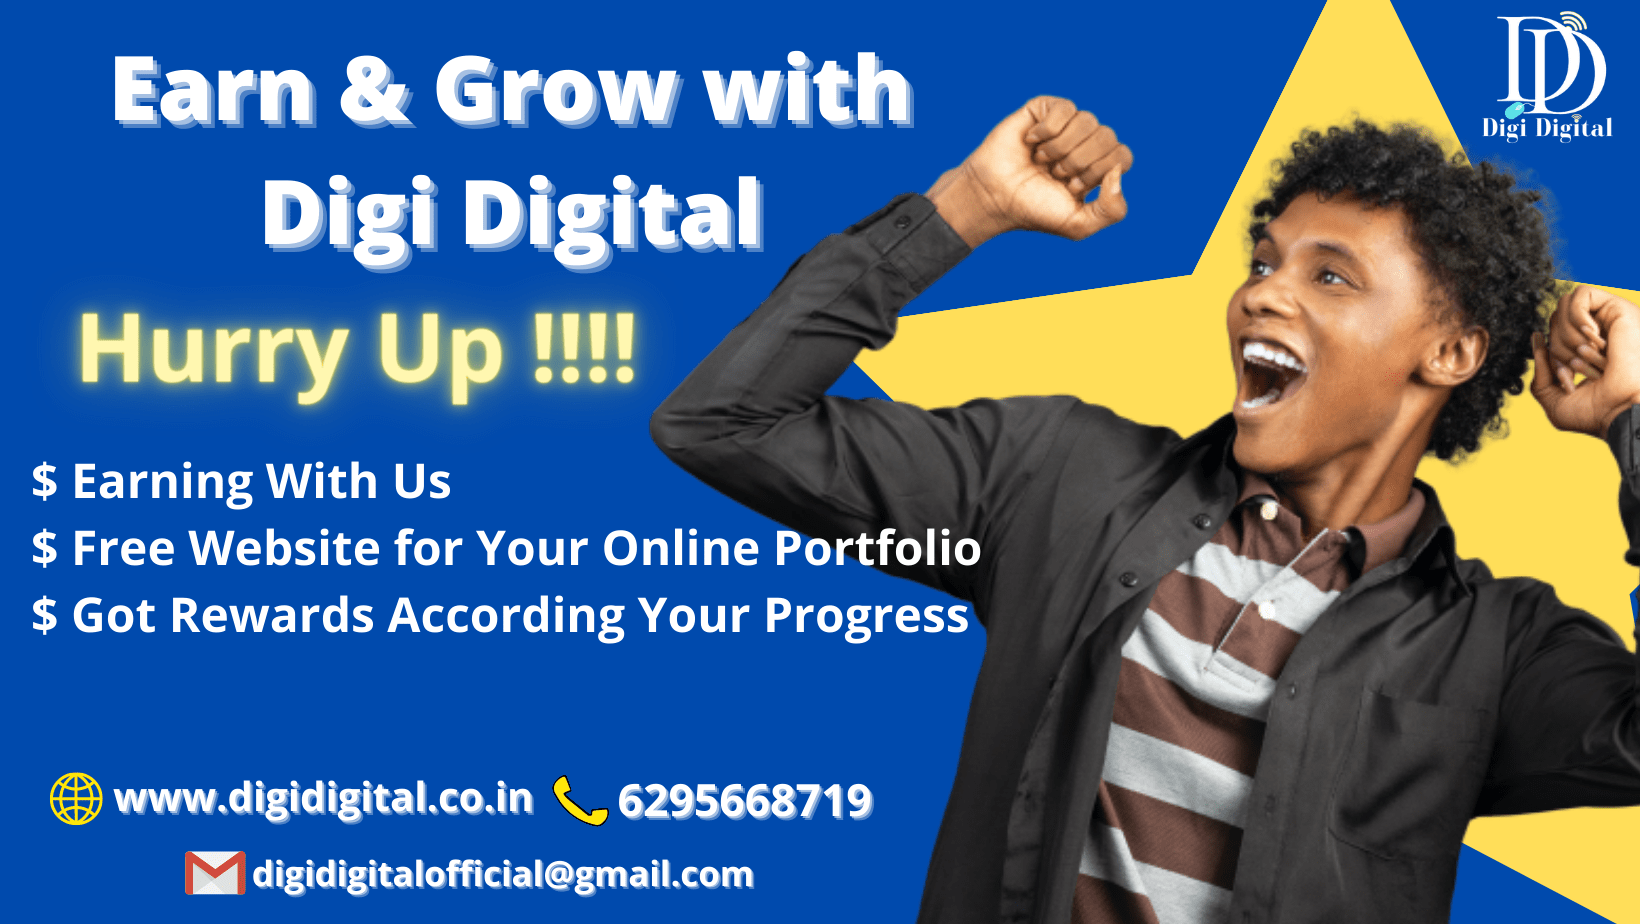 Earn & Grow with
Digi Digital
Hurry Up !!!!
$ Earning With Us
$ Free Website for Your Online Portfolio
$ Got Rewards According Your Progress
www.digidigital.co.in
6295668719
digidigitalofficial@gmail.com
DD
Digi Digital